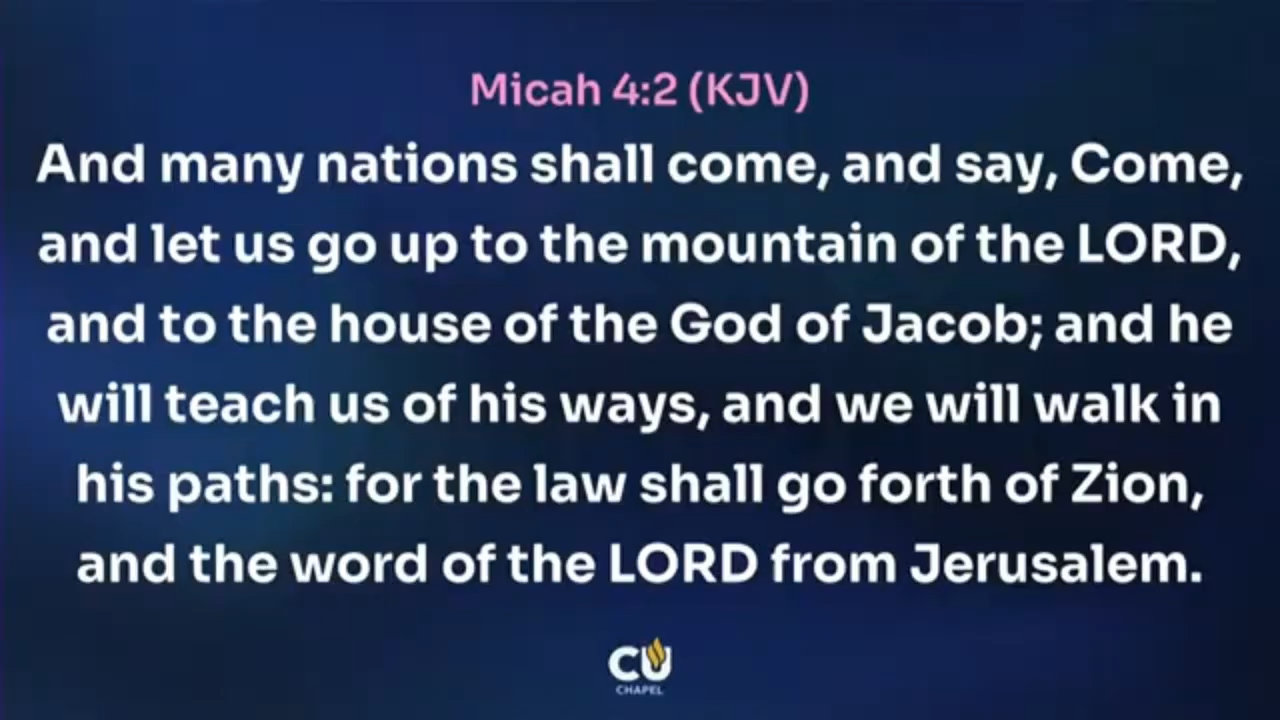 Micah 4:2 (KJV)
And many nations shall come, and say, Come,
and let us go up to the mountain of the LORD,
and to the house of the God of Jacob; and he
will teach us of his ways, and we will walk in
his paths: for the law shall go forth of Zion,
and the word of the LORD from Jerusalem.
CU
CHAPEL